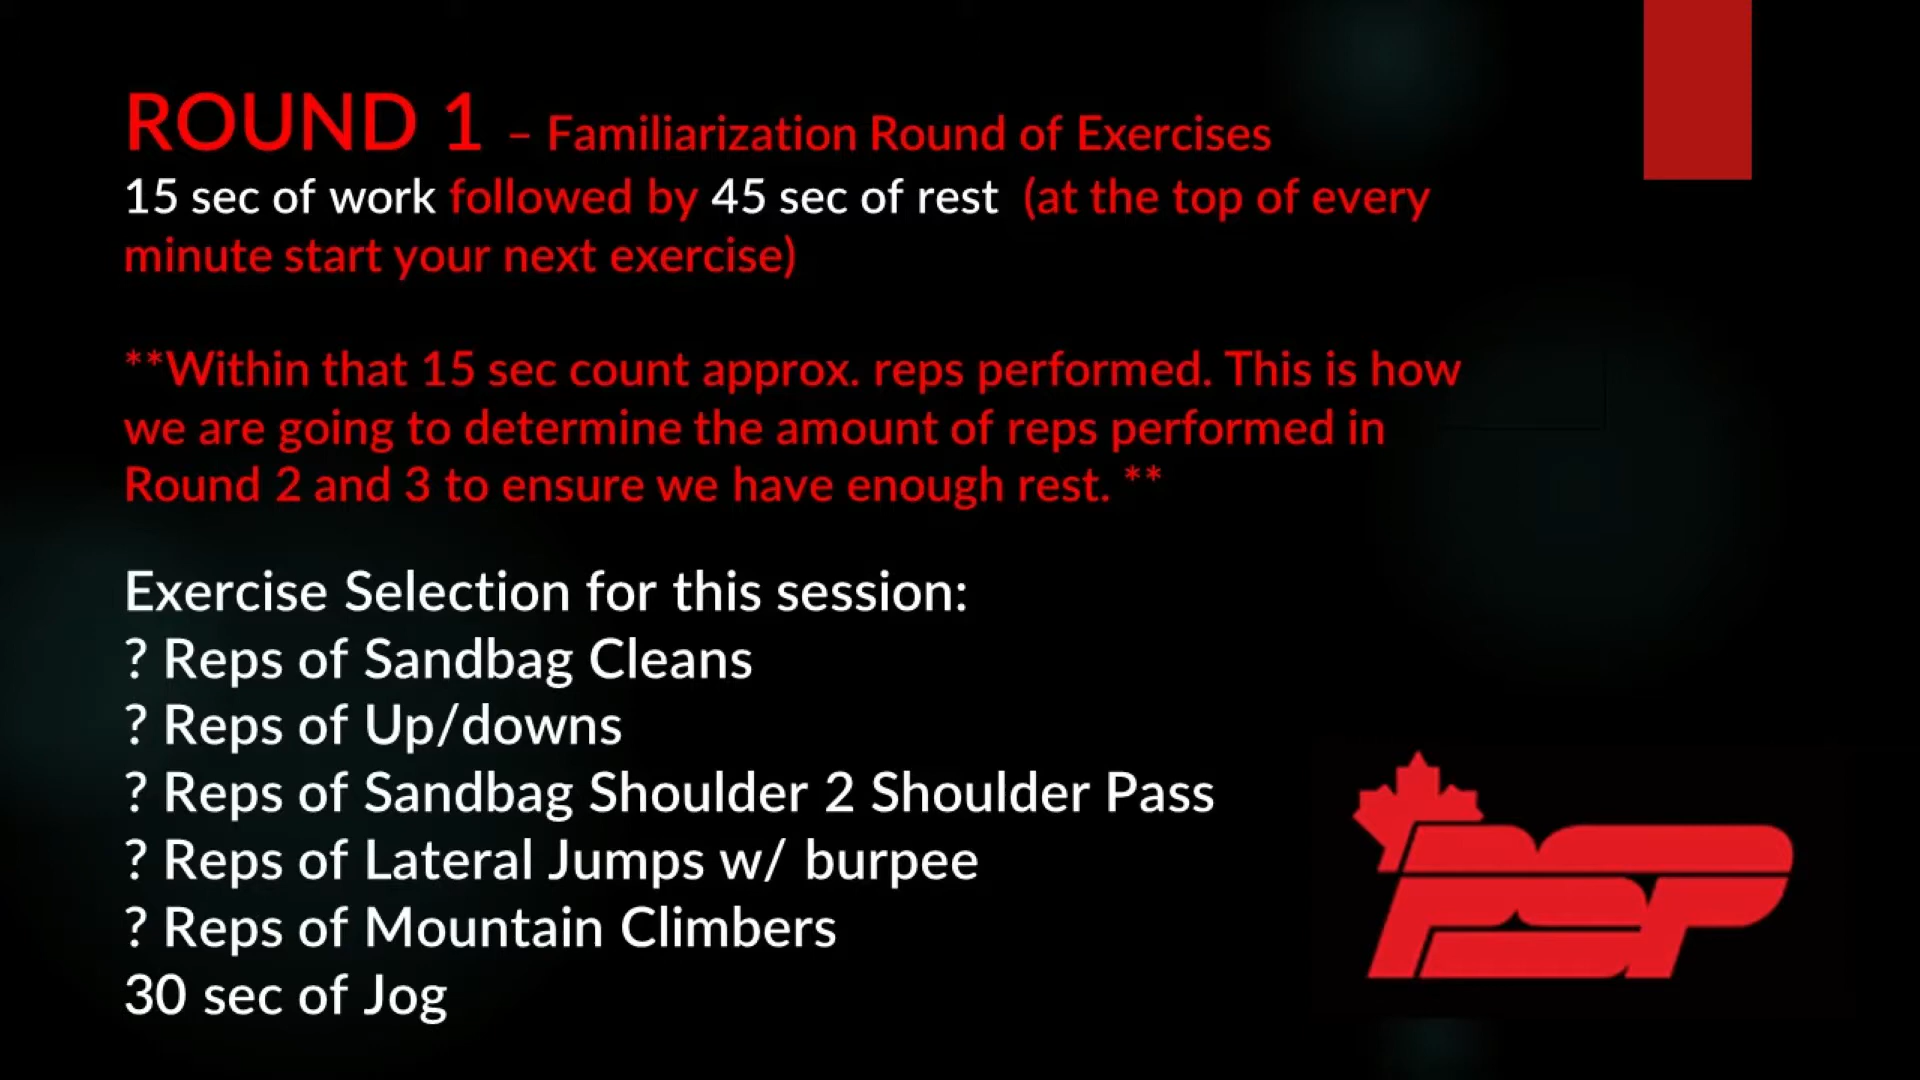 ROUND 1 – Familiarization Round of Exercises
15 sec of work followed by 45 sec of rest (at the top of every
minute start your next exercise)
**Within that 15 sec count approx. reps performed. This is how
we are going to determine the amount of reps performed in
Round 2 and 3 to ensure we have enough rest. **
Exercise Selection for this session:
? Reps of Sandbag Cleans
? Reps of Up/downs
? Reps of Sandbag Shoulder 2 Shoulder Pass
? Reps of Lateral Jumps w/ burpee
? Reps of Mountain Climbers
30 sec of Jog
PSP